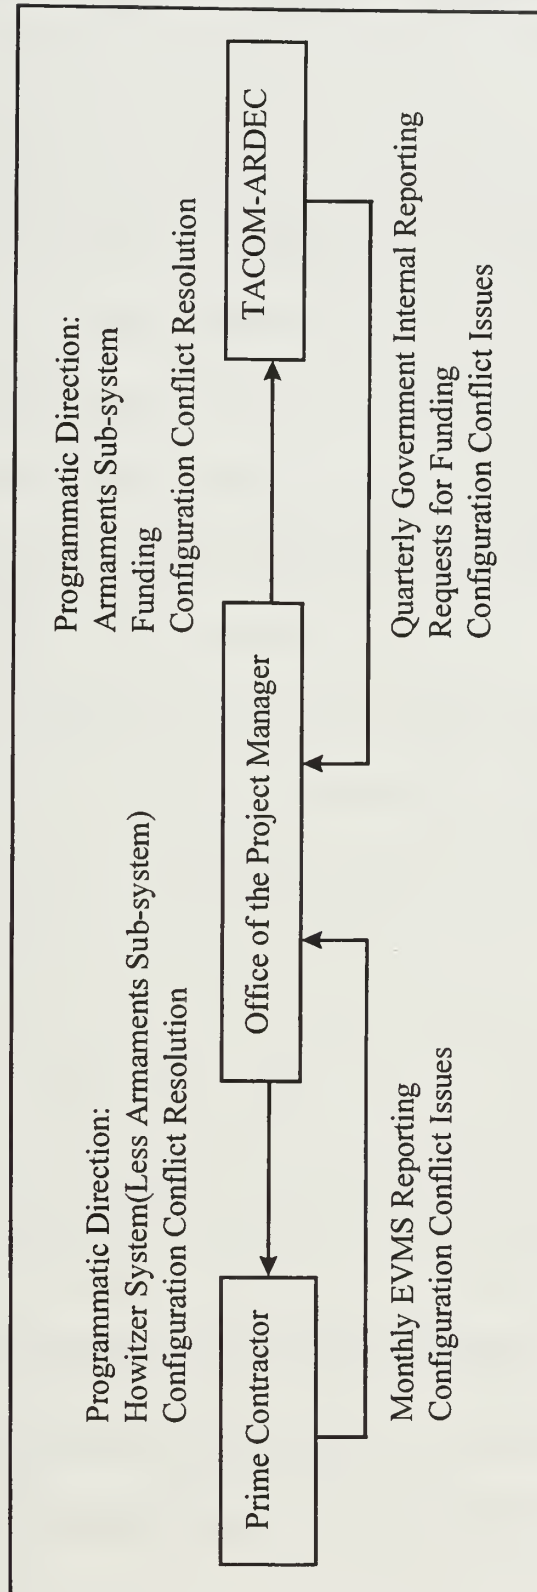 Programmatic Direction:
Howitzer System(Less Armaments Sub-system)
Configuration Conflict Resolution
Programmatic Direction:
Armaments Sub-system
Funding
Configuration Conflict Resolution
Prime Contractor
Office of the Project Manager
TACOM-ARDEC
Monthly EVMS Reporting
Configuration Conflict Issues
Quarterly Government Internal Reporting
Requests for Funding
Configuration Conflict Issues